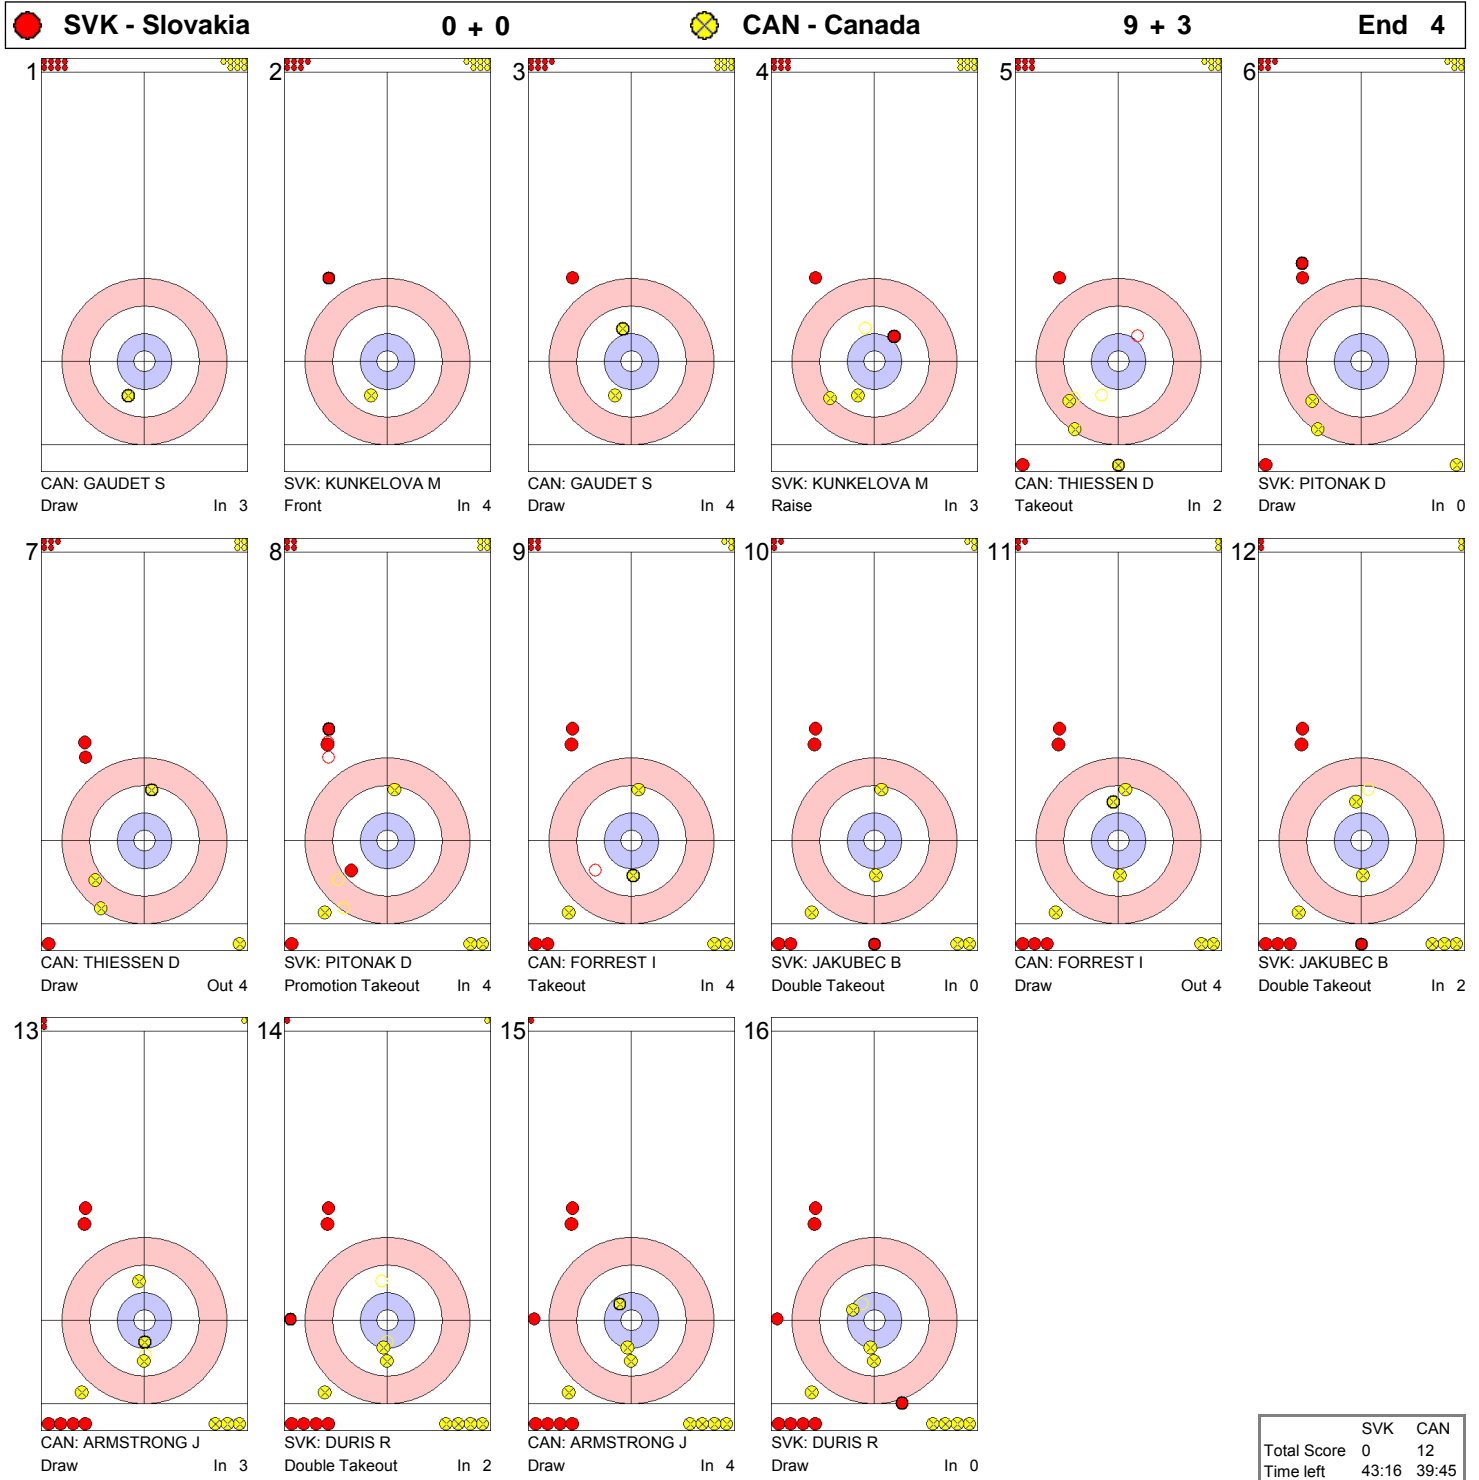 SVK - Slovakia 0 + 0 CAN - Canada 9 + 3 End 4
1 2 3 4 5 6
CAN: GAUDET S SVK: KUNKELOVA M CAN: GAUDET S SVK: KUNKELOVA M CAN: THIESSEN D SVK: PITONAK D
Draw In 3 Front In 4 Draw In 4 Raise In 3 Takeout In 2 Draw In 0
7 8 9 10 11 12
CAN: THIESSEN D SVK: PITONAK D CAN: FORREST I SVK: JAKUBEC B CAN: FORREST I SVK: JAKUBEC B
Draw Out 4 Promotion Takeout In 4 Takeout In 4 Double Takeout In 0 Draw Out 4 Double Takeout In 2
13 14 15 16
CAN: ARMSTRONG J SVK: DURIS R CAN: ARMSTRONG J SVK: DURIS R
Draw In 3 Double Takeout In 2 Draw In 4 Draw In 0
SVK CAN
Total Score 0 12
Time left 43:16 39:45